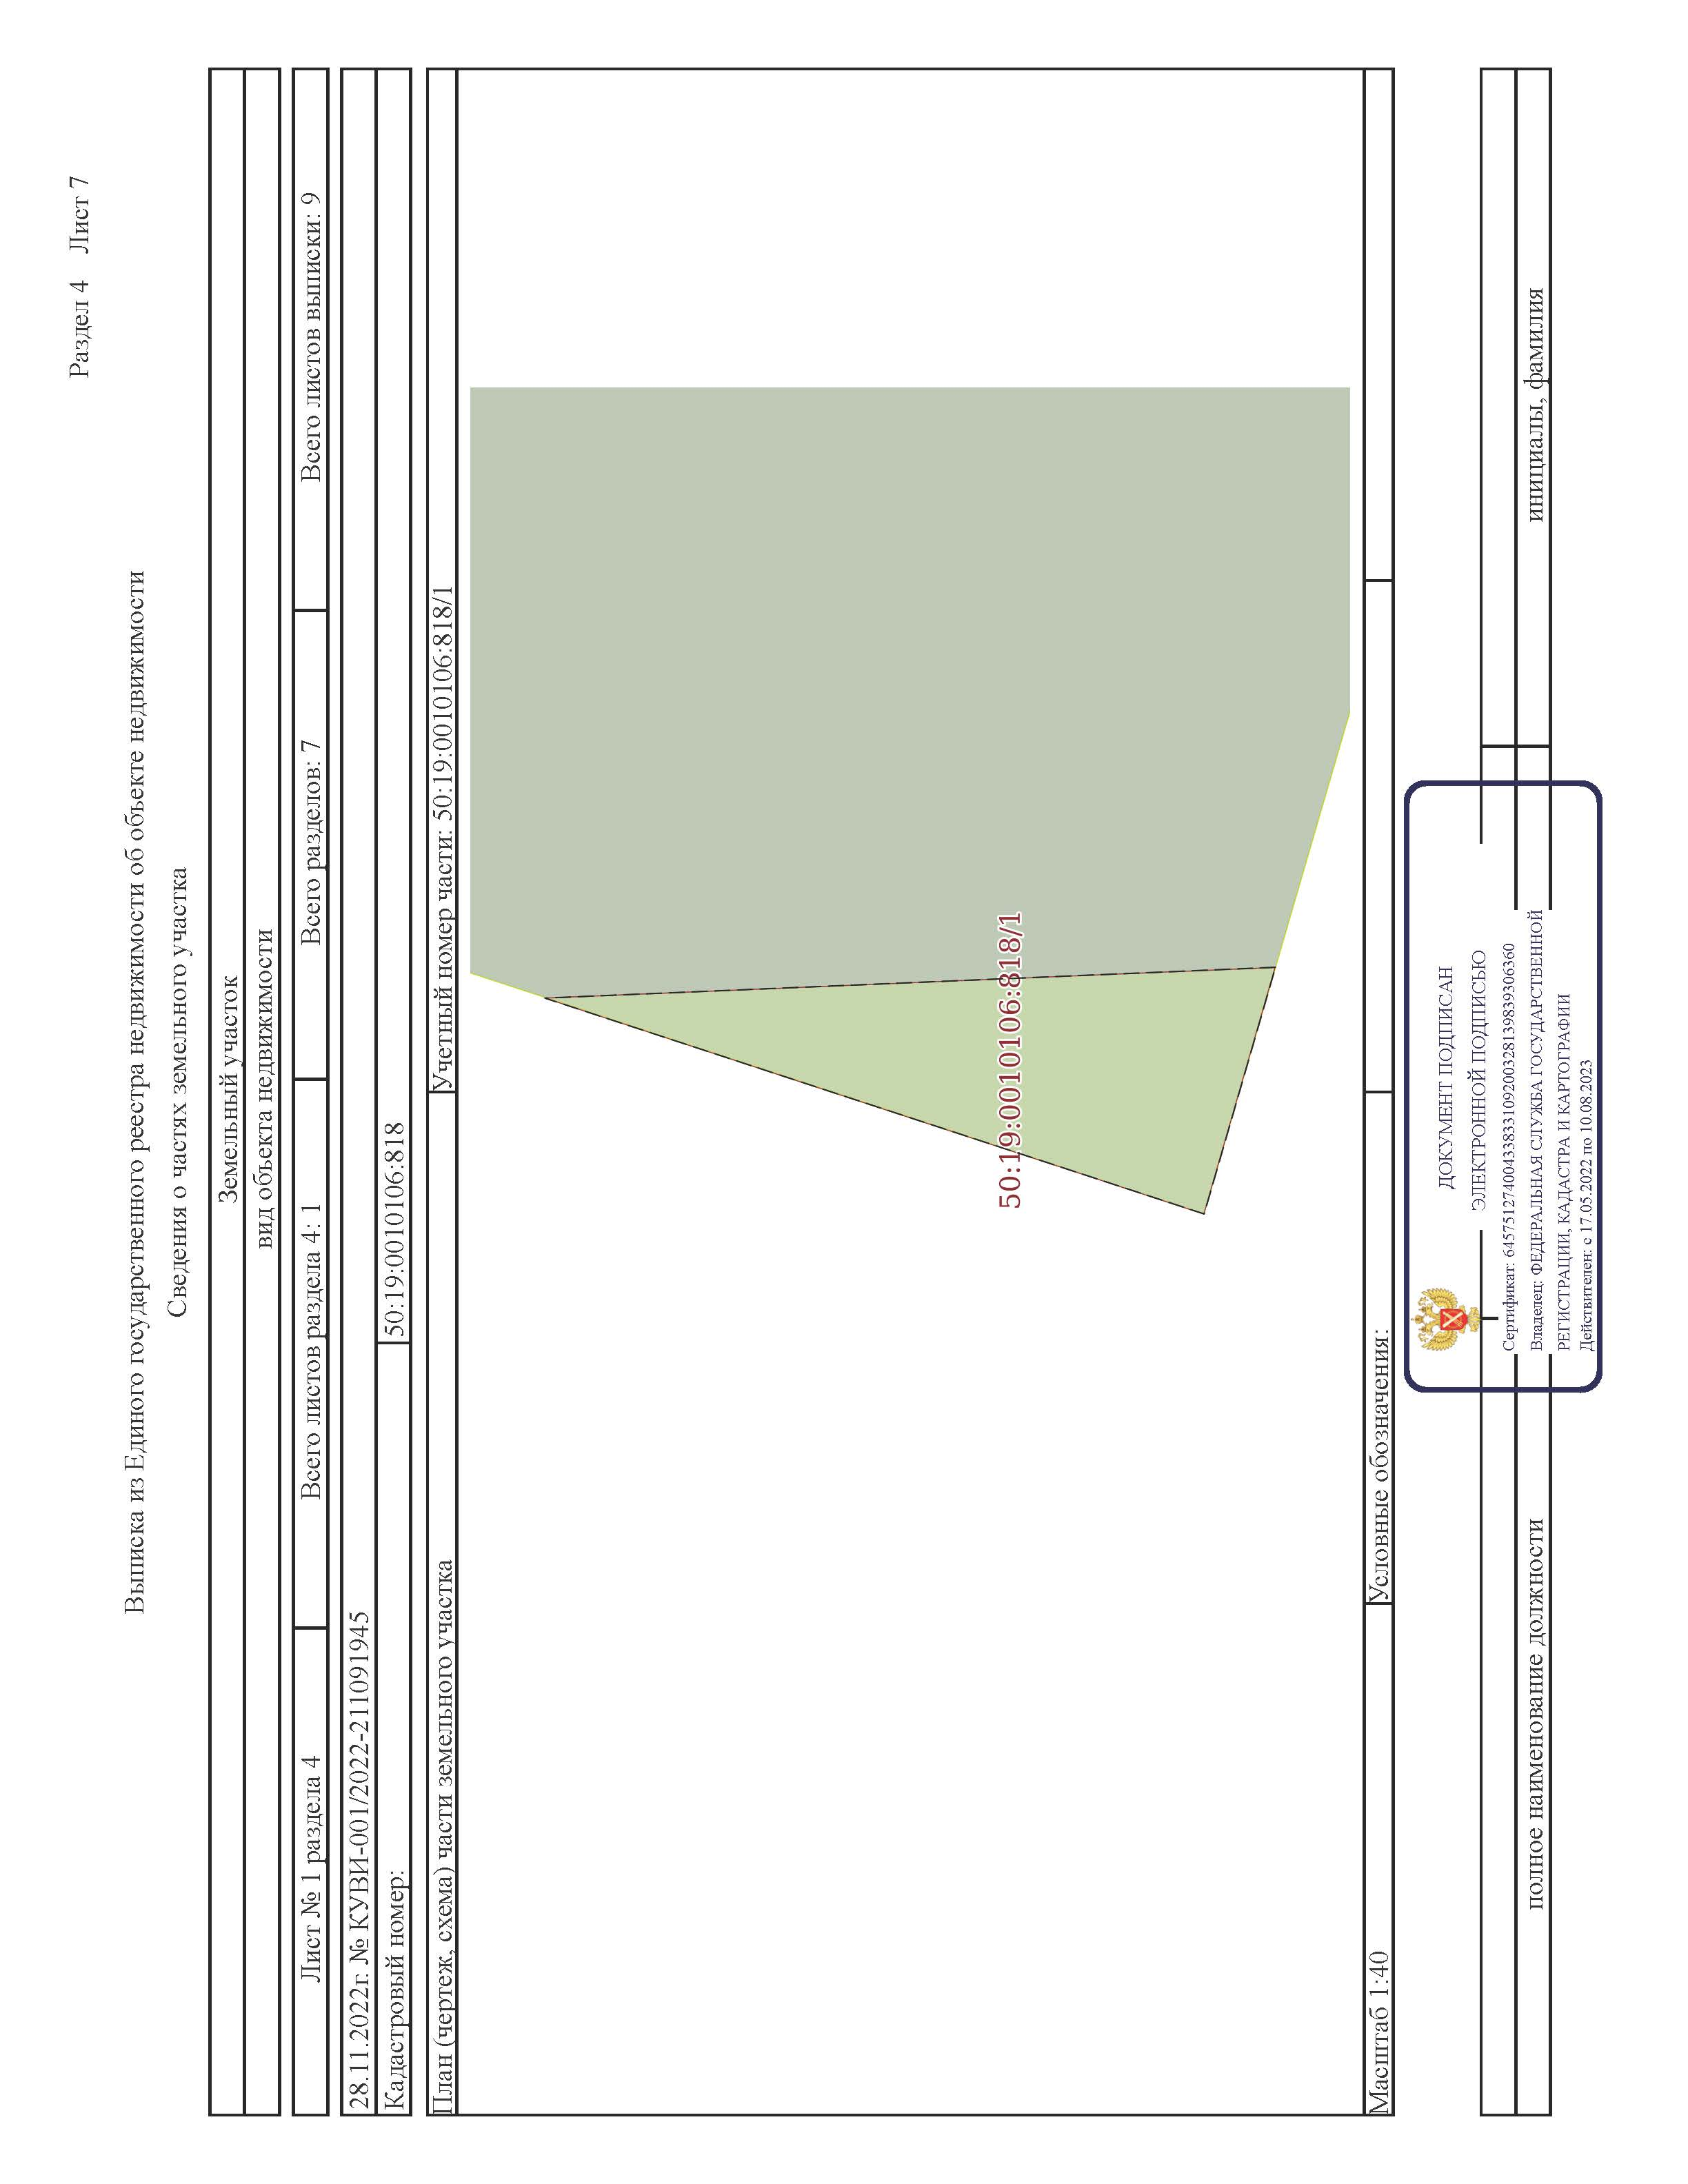 Раздел 4 Лист 7
Выписка из Единого государственного реестра недвижимости об объекте недвижимости
Сведения о частях земельного участка
Земельный участок
вид объекта недвижимости
Лист № 1 раздела 4 Всего листов раздела 4: 1 Всего разделов: 7 Всего листов выписки: 9
28.11.2022г. № КУВИ-001/2022-211091945
Кадастровый номер: 50:19:0010106:818
План (чертеж, схема) части земельного участка Учетный номер части: 50:19:0010106:818/1
50:19:0010106:818/1
Масштаб 1:40 Условные обозначения:
ДОКУМЕНТ ПОДПИСАН
ЭЛЕКТРОННОЙ ПОДПИСЬЮ
Сертификат: 64575127400433833109200328139839306360
Владелец: ФЕДЕРАЛЬНАЯ СЛУЖБА ГОСУДАРСТВЕННОЙ
РЕГИСТРАЦИИ, КАДАСТРА И КАРТОГРАФИИ
Действителен: с 17.05.2022 по 10.08.2023
полное наименование должности инициалы, фамилия